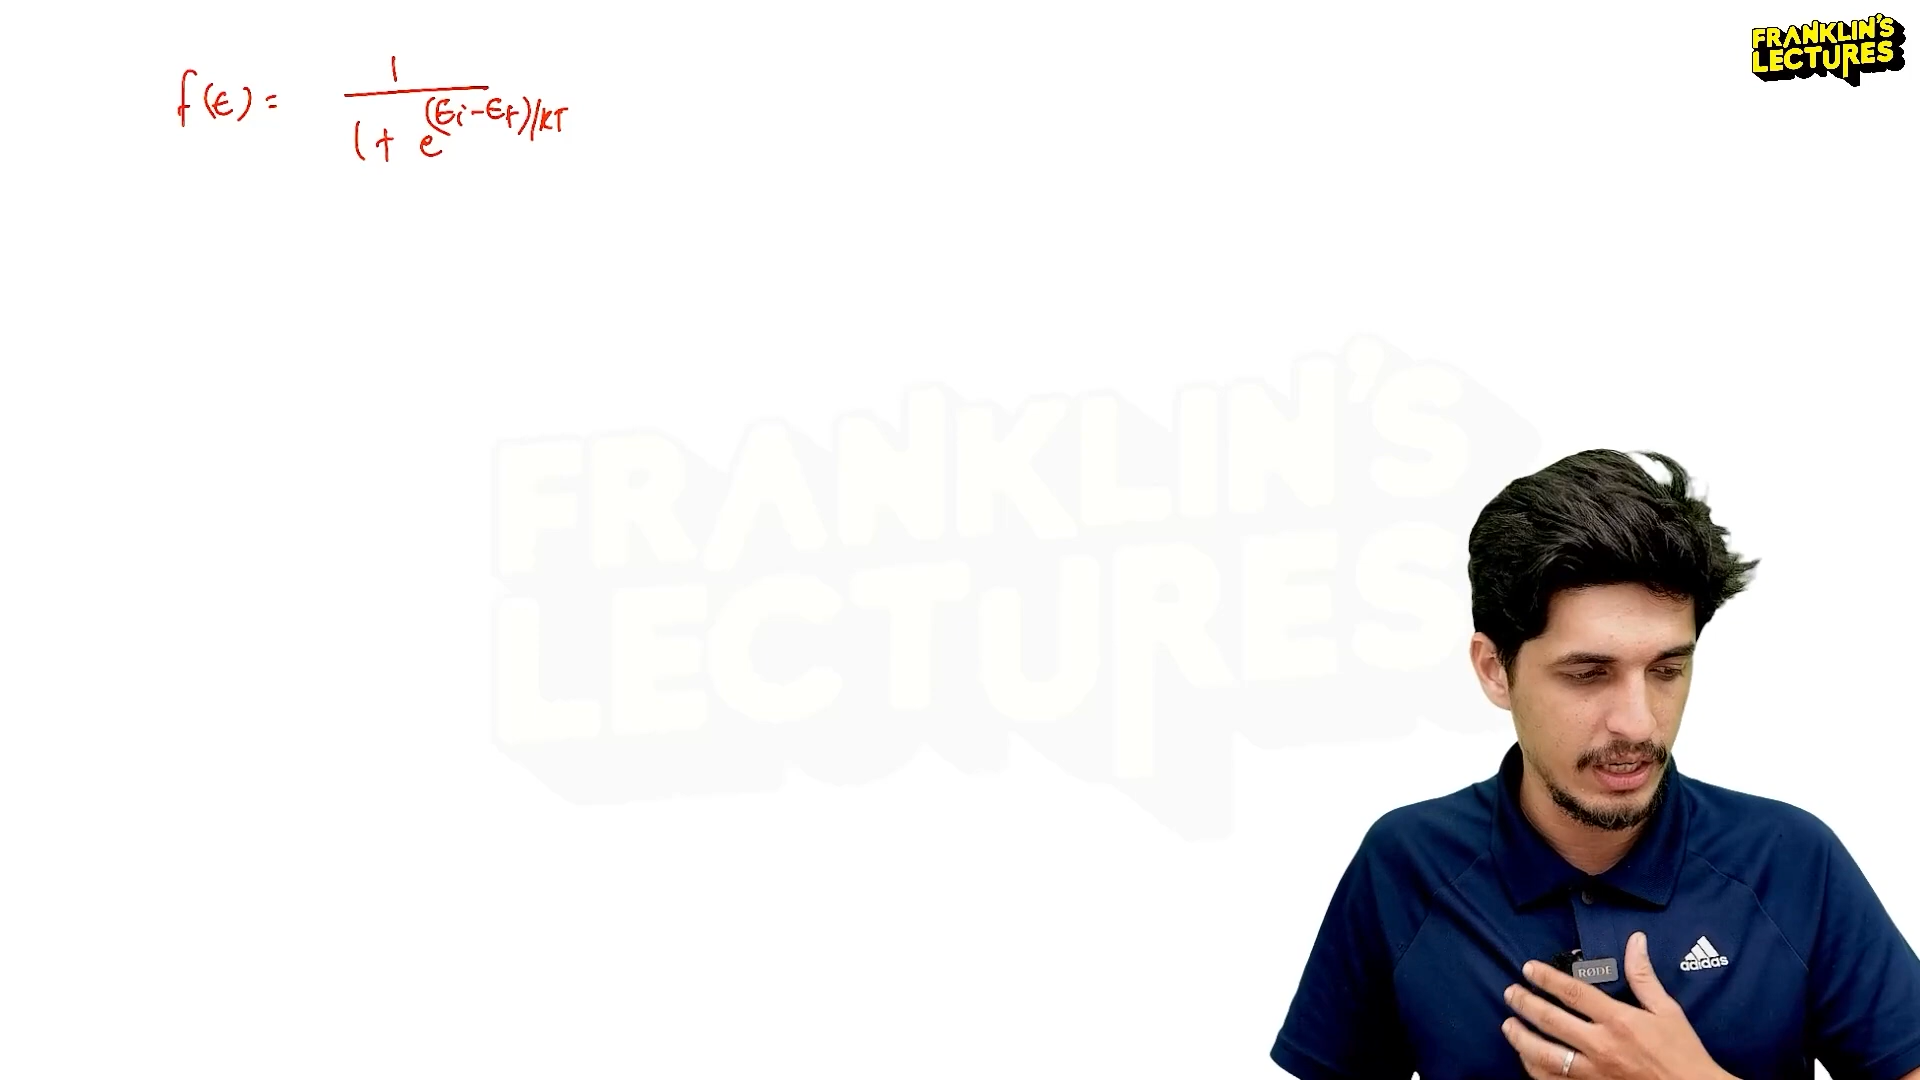 f(ϵ) = 1 / (1 + e^(ϵi - ϵf)/KT)
FRANKLIN'S
LECTURES
FRANKLIN'S
LECTURES
RØDE
adidas